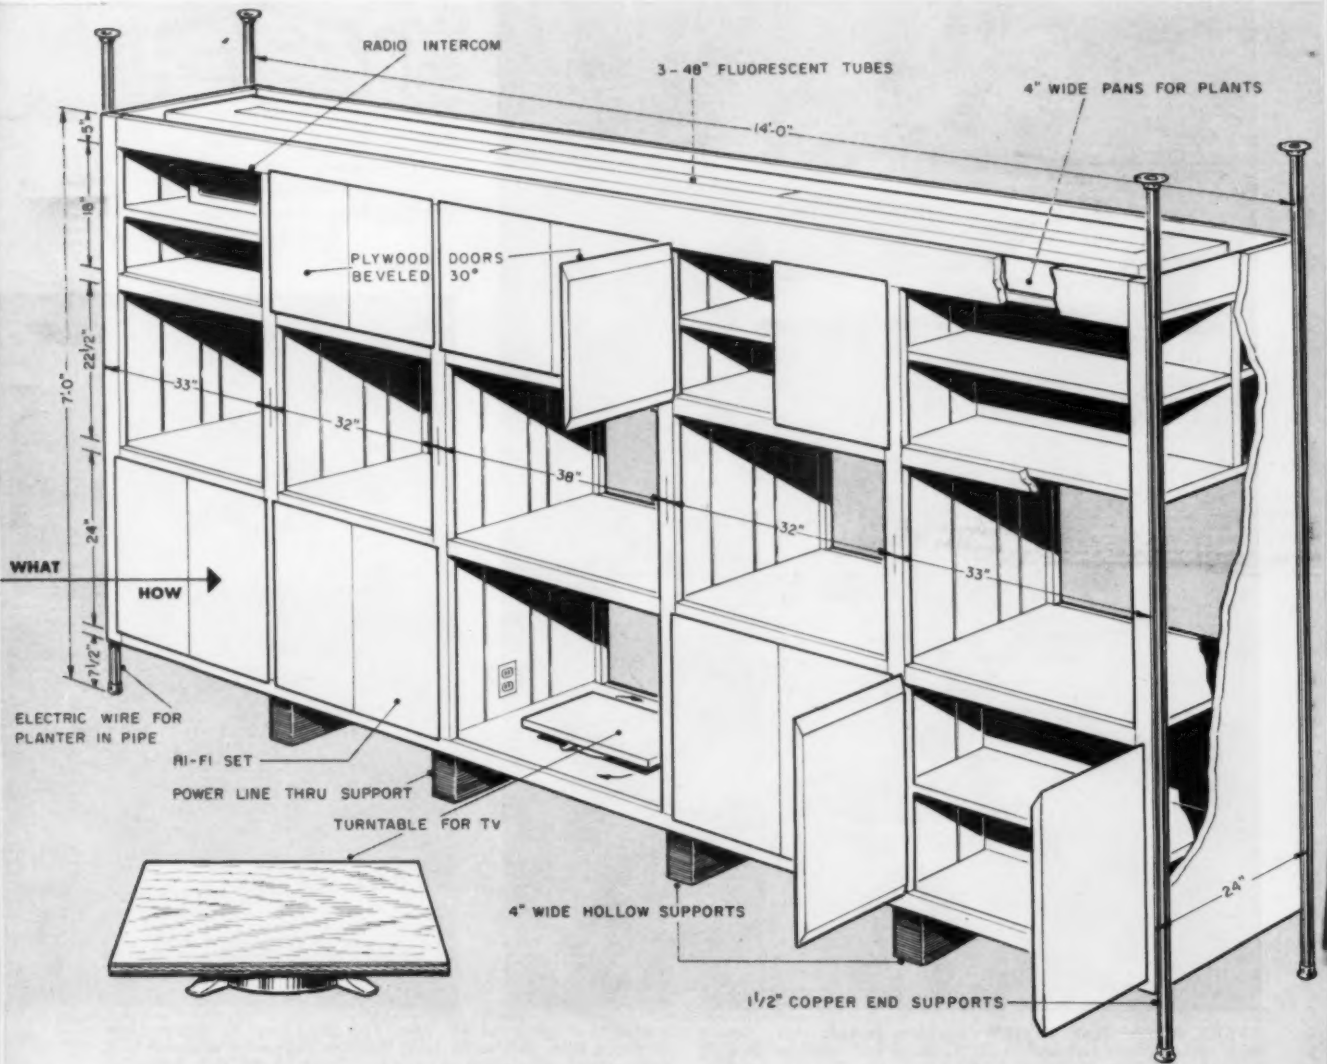 RADIO INTERCOM
3-48" FLUORESCENT TUBES
4" WIDE PANS FOR PLANTS
14'-0"
5"
18"
PLYWOOD DOORS
BEVELED 30°
22 1/2"
7'-0"
33"
32"
38"
32"
33"
24"
WHAT
HOW
7 1/2"
ELECTRIC WIRE FOR
PLANTER IN PIPE
HI-FI SET
POWER LINE THRU SUPPORT
TURNTABLE FOR TV
24"
4" WIDE HOLLOW SUPPORTS
1 1/2" COPPER END SUPPORTS